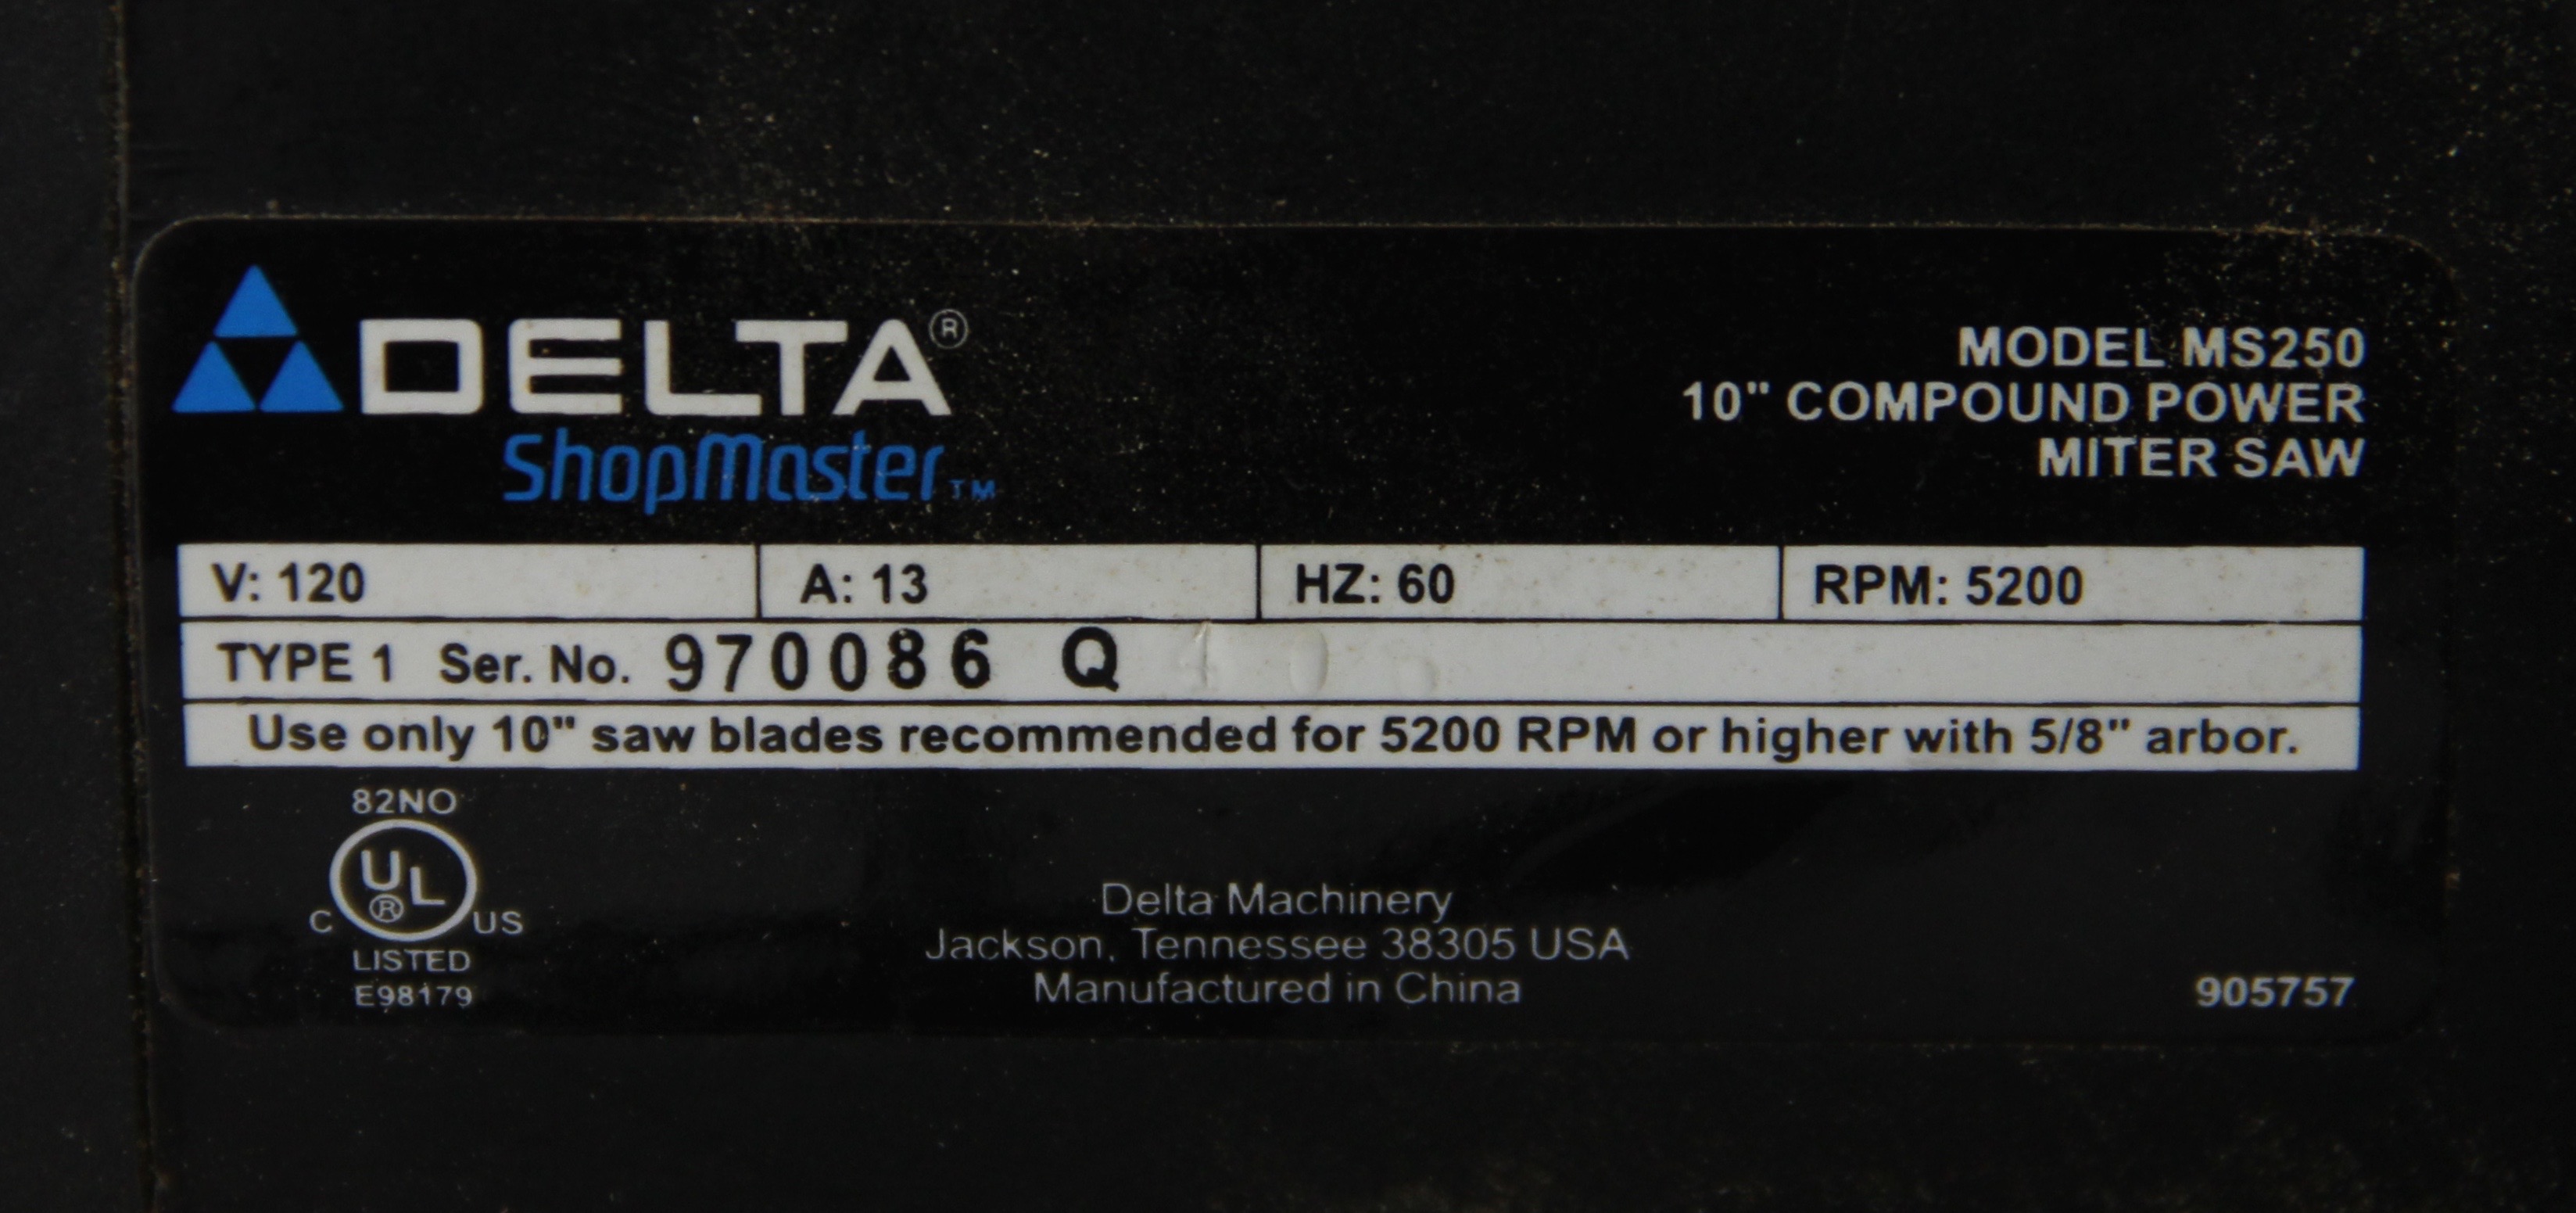 DELTA®
ShopMaster™
MODEL MS250
10" COMPOUND POWER
MITER SAW
V: 120 A: 13 HZ: 60 RPM: 5200
TYPE 1 Ser. No. 970086 Q
Use only 10" saw blades recommended for 5200 RPM or higher with 5/8" arbor.
82NO
C UL® US
LISTED
E98179
Delta Machinery
Jackson, Tennessee 38305 USA
Manufactured in China
905757